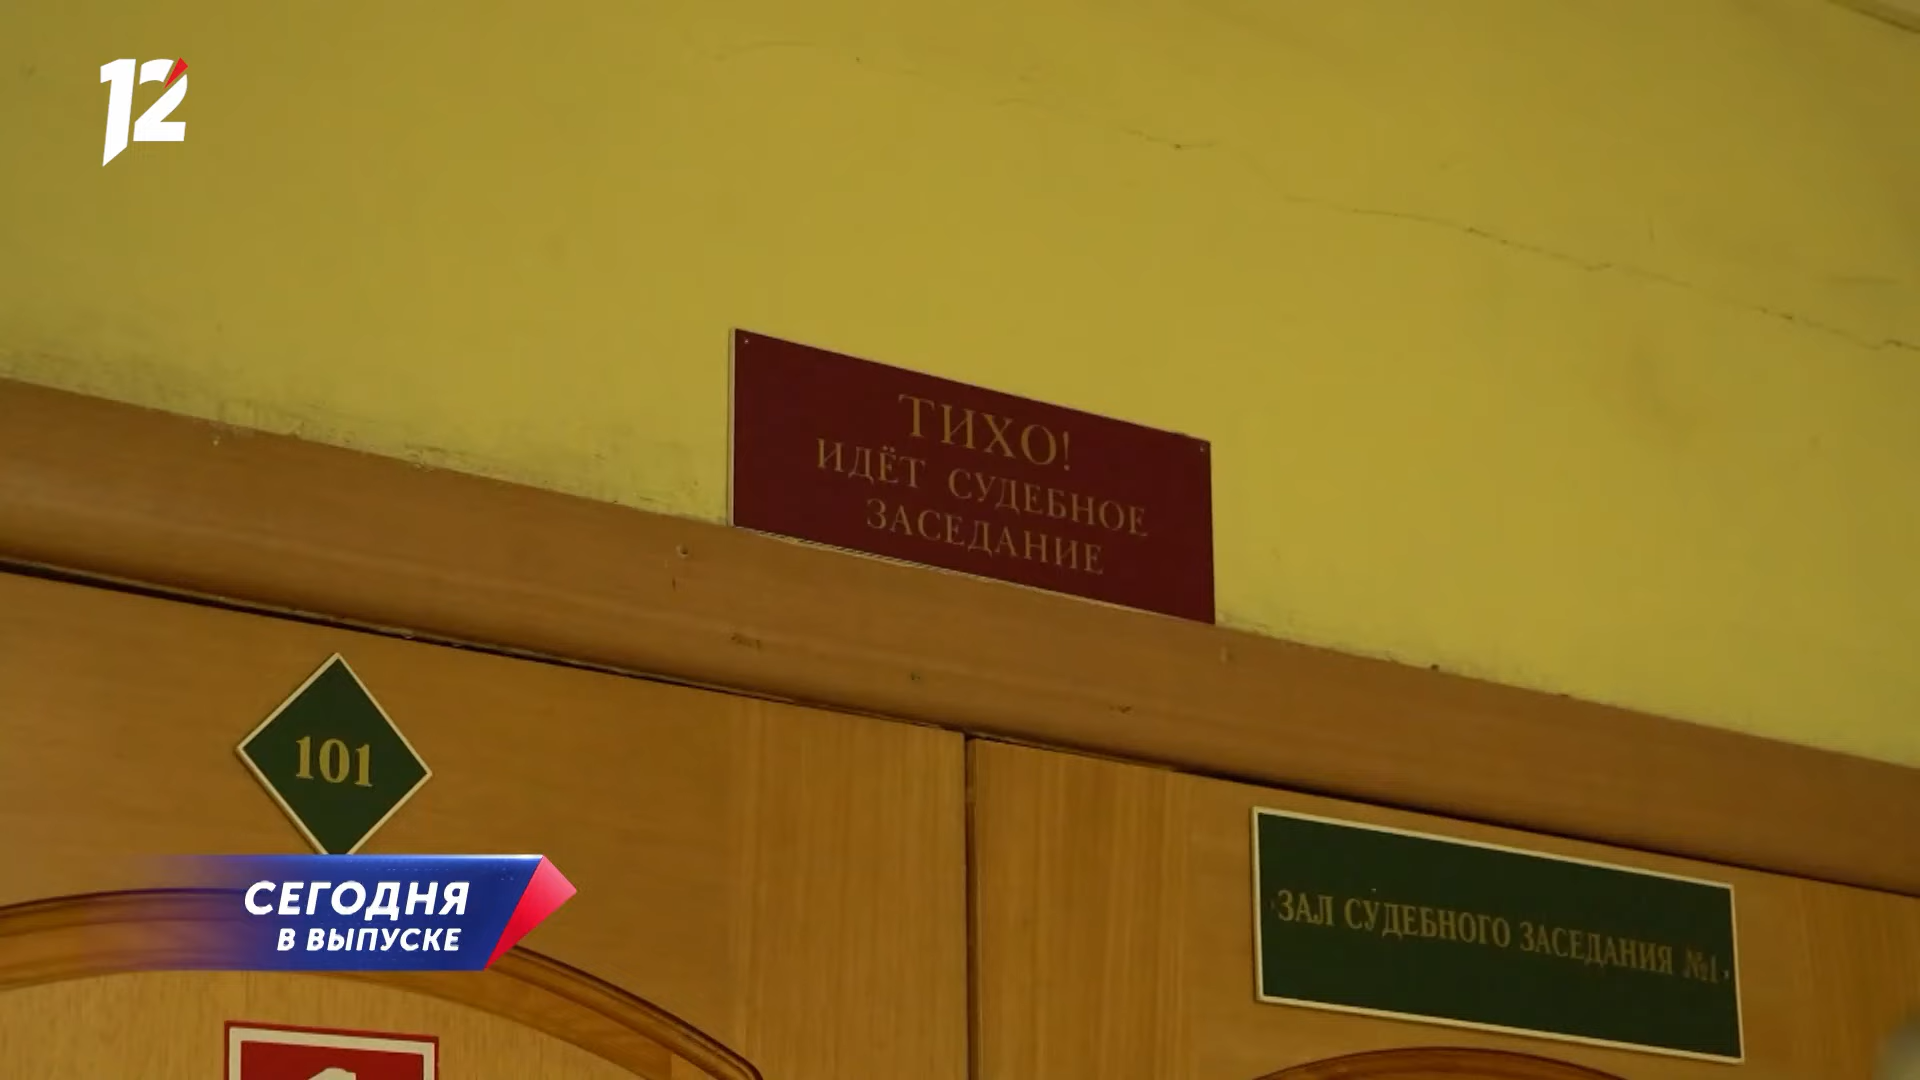 12
ТИХО!
ИДЁТ СУДЕБНОЕ
ЗАСЕДАНИЕ
101
ЗАЛ СУДЕБНОГО ЗАСЕДАНИЯ №1
СЕГОДНЯ
В ВЫПУСКЕ